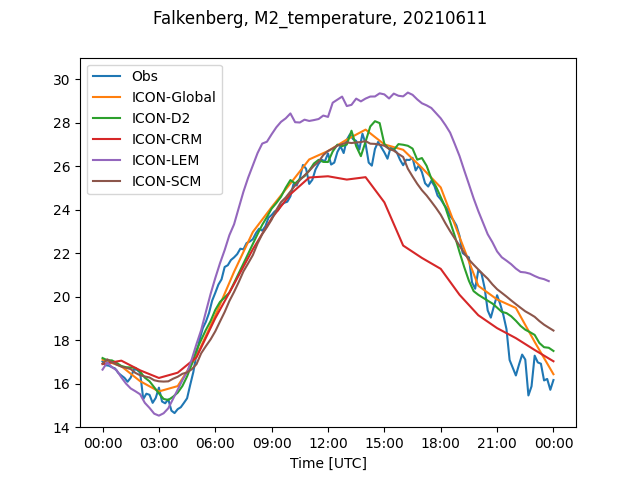 Falkenberg, M2_temperature, 20210611
Obs
ICON-Global
ICON-D2
ICON-CRM
ICON-LEM
ICON-SCM
30
28
26
24
22
20
18
16
14
00:00 03:00 06:00 09:00 12:00 15:00 18:00 21:00 00:00
Time [UTC]